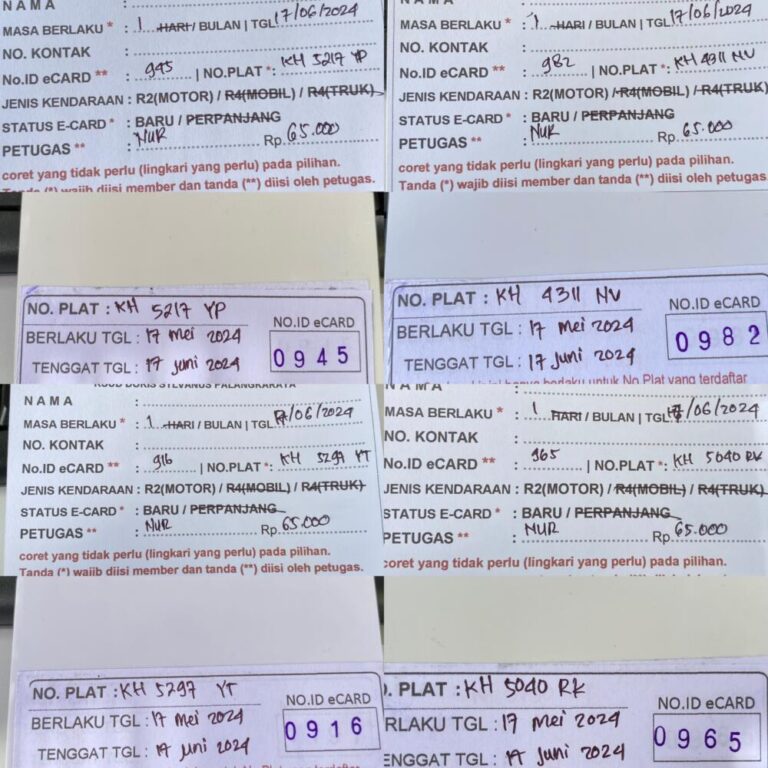 NAMA :
MASA BERLAKU * : 1 HARI / BULAN | TGL 17/06/2024
NO. KONTAK :
No.ID eCARD ** : 945 | NO.PLAT *: KH 5217 YP
JENIS KENDARAAN : R2(MOTOR) / R4(MOBIL) / R4(TRUK)
STATUS E-CARD * : BARU / PERPANJANG
PETUGAS ** : NUR Rp. 65.000
coret yang tidak perlu (lingkari yang perlu) pada pilihan.
Tanda (*) wajib diisi member dan tanda (**) diisi oleh petugas.
NO. PLAT : KH 5217 YP
BERLAKU TGL : 17 mei 2024
TENGGAT TGL : 17 juni 2024
NO.ID eCARD
0945
NAMA :
MASA BERLAKU * : 1 HARI / BULAN | TGL 17/06/2024
NO. KONTAK :
No.ID eCARD ** : 982 | NO.PLAT *: KH 4311 NV
JENIS KENDARAAN : R2(MOTOR) / R4(MOBIL) / R4(TRUK)
STATUS E-CARD * : BARU / PERPANJANG
PETUGAS ** : NUR Rp. 65.000
coret yang tidak perlu (lingkari yang perlu) pada pilihan.
Tanda (*) wajib diisi member dan tanda (**) diisi oleh petugas.
NO. PLAT : KH 4311 NV
BERLAKU TGL : 17 mei 2024
TENGGAT TGL : 17 juni 2024
NO.ID eCARD
0982
berlaku untuk No Plat yang terdaftar
RSUD DORIS SYLVANUS PALANGKARAYA
NAMA :
MASA BERLAKU * : 1 HARI / BULAN | TGL 17/06/2024
NO. KONTAK :
No.ID eCARD ** : 916 | NO.PLAT *: KH 5297 YT
JENIS KENDARAAN : R2(MOTOR) / R4(MOBIL) / R4(TRUK)
STATUS E-CARD * : BARU / PERPANJANG
PETUGAS ** : NUR Rp. 65.000
coret yang tidak perlu (lingkari yang perlu) pada pilihan.
Tanda (*) wajib diisi member dan tanda (**) diisi oleh petugas.
NO. PLAT : KH 5297 YT
BERLAKU TGL : 17 mei 2024
TENGGAT TGL : 17 juni 2024
NO.ID eCARD
0916
NAMA :
MASA BERLAKU * : 1 HARI / BULAN | TGL 17/06/2024
NO. KONTAK :
No.ID eCARD ** : 965 | NO.PLAT *: KH 5040 RK
JENIS KENDARAAN : R2(MOTOR) / R4(MOBIL) / R4(TRUK)
STATUS E-CARD * : BARU / PERPANJANG
PETUGAS ** : NUR Rp. 65.000
coret yang tidak perlu (lingkari yang perlu) pada pilihan.
). PLAT : KH 5040 RK
RLAKU TGL : 17 mei 2024
ENGGAT TGL : 17 juni 2024
NO.ID eCARD
0965